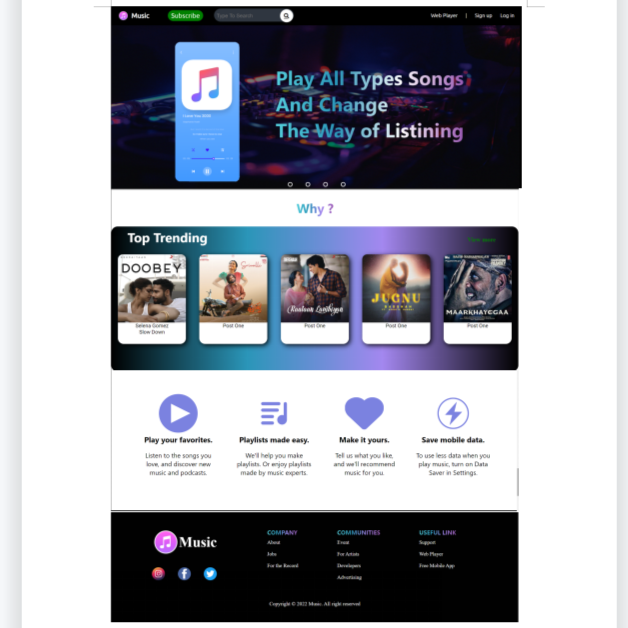 Music Subscribe Type To Search Web Player | Sign up Log in
Play All Types Songs
And Change
The Way of Listining
Why ?
Top Trending
DOOBEY
Raataan Lambiyan
JUGNU
MAARKHAYEGAA
Selena Gomez
Slow Down
Post One
Post One
Post One
Post One
Play your favorites.
Listen to the songs you
love, and discover new
music and podcasts.
Playlists made easy.
We'll help you make
playlists. Or enjoy playlists
made by music experts.
Make it yours.
Tell us what you like,
and we'll recommend
music for you.
Save mobile data.
To use less data when you
play music, turn on Data
Saver in Settings.
Music
COMPANY
About
Jobs
For the Record
COMMUNITIES
Event
For Artists
Developers
Advertising
USEFUL LINK
Support
Web Player
Free Mobile App
Copyright © 2022 Music. All right reserved